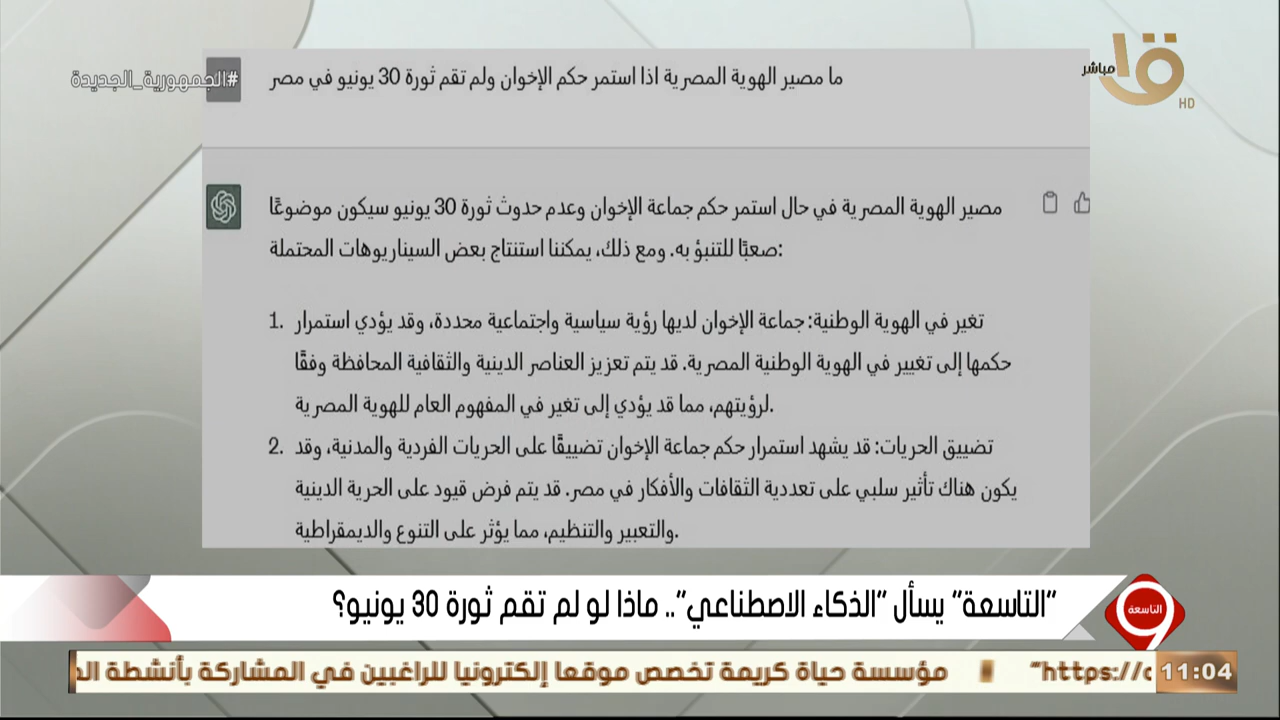 #الجمهورية_الجديدة
مباشر
HD
ما مصير الهوية المصرية اذا استمر حكم الإخوان ولم تقم ثورة 30 يونيو في مصر
مصير الهوية المصرية في حال استمر حكم جماعة الإخوان وعدم حدوث ثورة 30 يونيو سيكون موضوعًا
صعبًا للتنبؤ به. ومع ذلك، يمكننا استنتاج بعض السيناريوهات المحتملة:
1. تغير في الهوية الوطنية: جماعة الإخوان لديها رؤية سياسية واجتماعية محددة، وقد يؤدي استمرار
حكمها إلى تغيير في الهوية الوطنية المصرية. قد يتم تعزيز العناصر الدينية والثقافية المحافظة وفقًا
لرؤيتهم، مما قد يؤدي إلى تغير في المفهوم العام للهوية المصرية.
2. تضييق الحريات: قد يشهد استمرار حكم جماعة الإخوان تضييقًا على الحريات الفردية والمدنية، وقد
يكون هناك تأثير سلبي على تعددية الثقافات والأفكار في مصر. قد يتم فرض قيود على الحرية الدينية
والتعبير والتنظيم، مما يؤثر على التنوع والديمقراطية.
"التاسعة" يسأل "الذكاء الاصطناعي".. ماذا لو لم تقم ثورة 30 يونيو؟
التاسعة
مؤسسة حياة كريمة تخصص موقعا إلكترونيا للراغبين في المشاركة بأنشطة
"https://
11:04